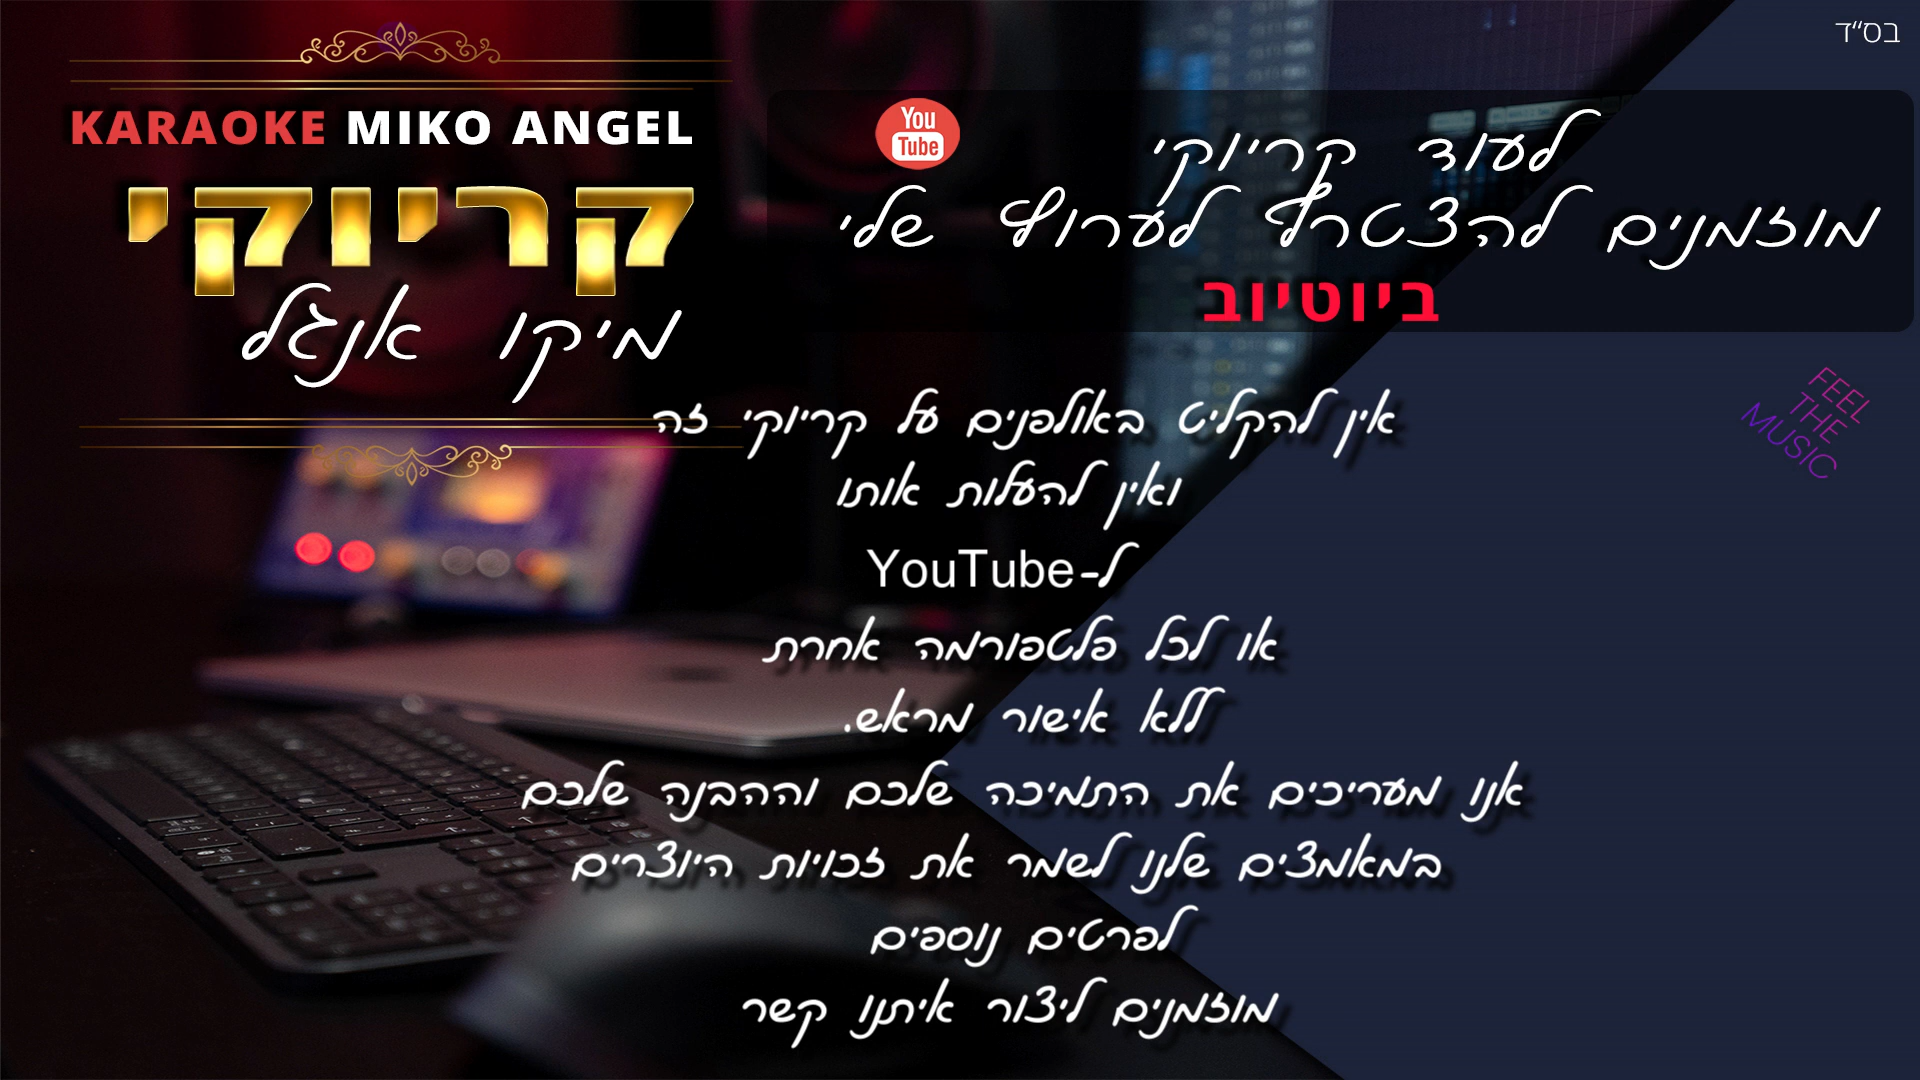 בס״ד
KARAOKE MIKO ANGEL
קריוקי
מיקו אנגל
You
Tube
לעוד קריוקי
מוזמנים להצטרף לערוץ שלי
ביוטיוב
FEEL
THE
MUSIC
אין להקליט באולפנים על קריוקי זה
ואין להעלות אותו
ל-YouTube
או לכל פלטפורמה אחרת
ללא אישור מראש.
אנו מעריכים את התמיכה שלכם וההבנה שלכם
במאמצים שלנו לשמר את זכויות היוצרים
לפרטים נוספים
מוזמנים ליצור איתנו קשר